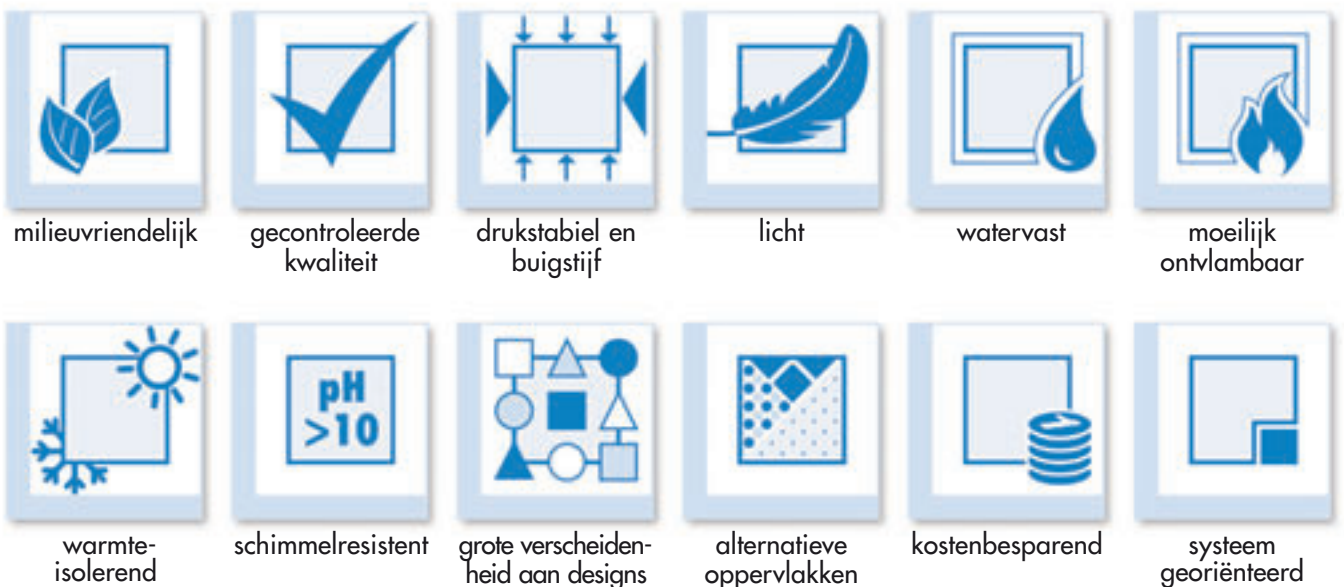 milieuvriendelijk
gecontroleerde
kwaliteit
drukstabiel en
buigstijf
licht
watervast
moeilijk
ontvlambaar
pH
>10
warmte-
isolerend
schimmelresistent
grote verscheiden-
heid aan designs
alternatieve
oppervlakken
kostenbesparend
systeem
georiënteerd